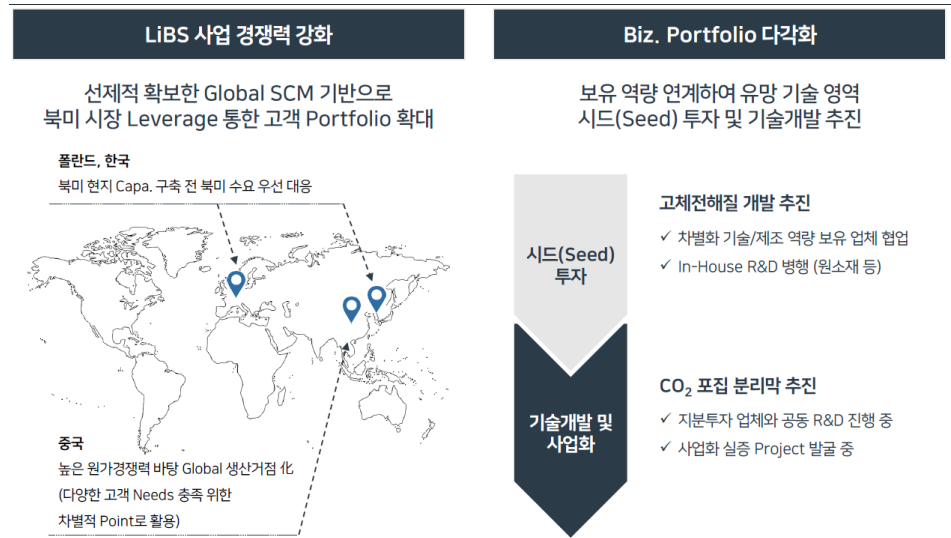 LiBS 사업 경쟁력 강화
선제적 확보한 Global SCM 기반으로
북미 시장 Leverage 통한 고객 Portfolio 확대
폴란드, 한국
북미 현지 Capa. 구축 전 북미 수요 우선 대응
중국
높은 원가경쟁력 바탕 Global 생산거점 化
(다양한 고객 Needs 충족 위한
차별적 Point로 활용)
Biz. Portfolio 다각화
보유 역량 연계하여 유망 기술 영역
시드(Seed) 투자 및 기술개발 추진
시드(Seed)
투자
고체전해질 개발 추진
✓ 차별화 기술/제조 역량 보유 업체 협업
✓ In-House R&D 병행 (원소재 등)
기술개발 및
사업화
CO₂ 포집 분리막 추진
✓ 지분투자 업체와 공동 R&D 진행 중
✓ 사업화 실증 Project 발굴 중